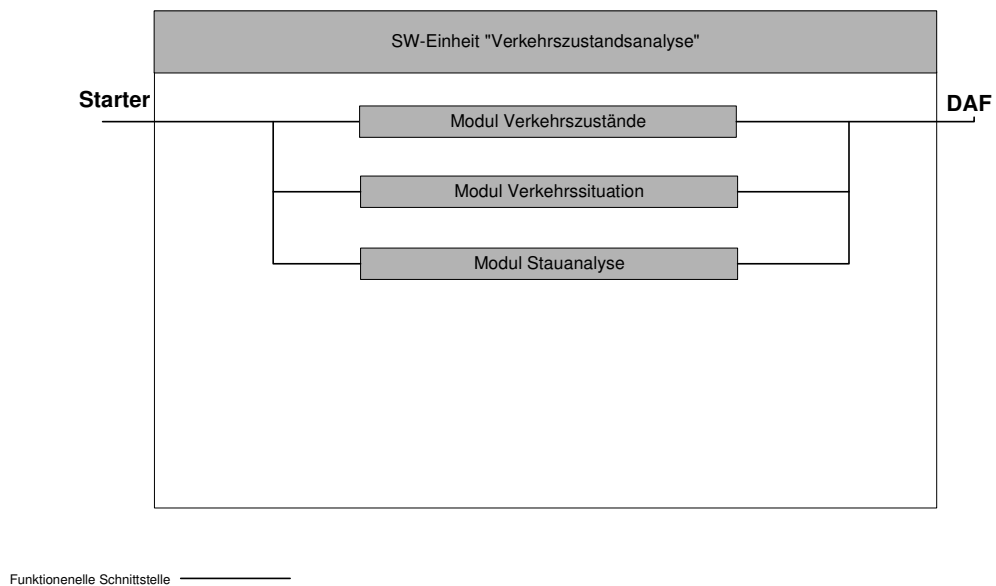 SW-Einheit "Verkehrszustandsanalyse"
Starter
DAF
Modul Verkehrszustände
Modul Verkehrssituation
Modul Stauanalyse
Funktionenelle Schnittstelle